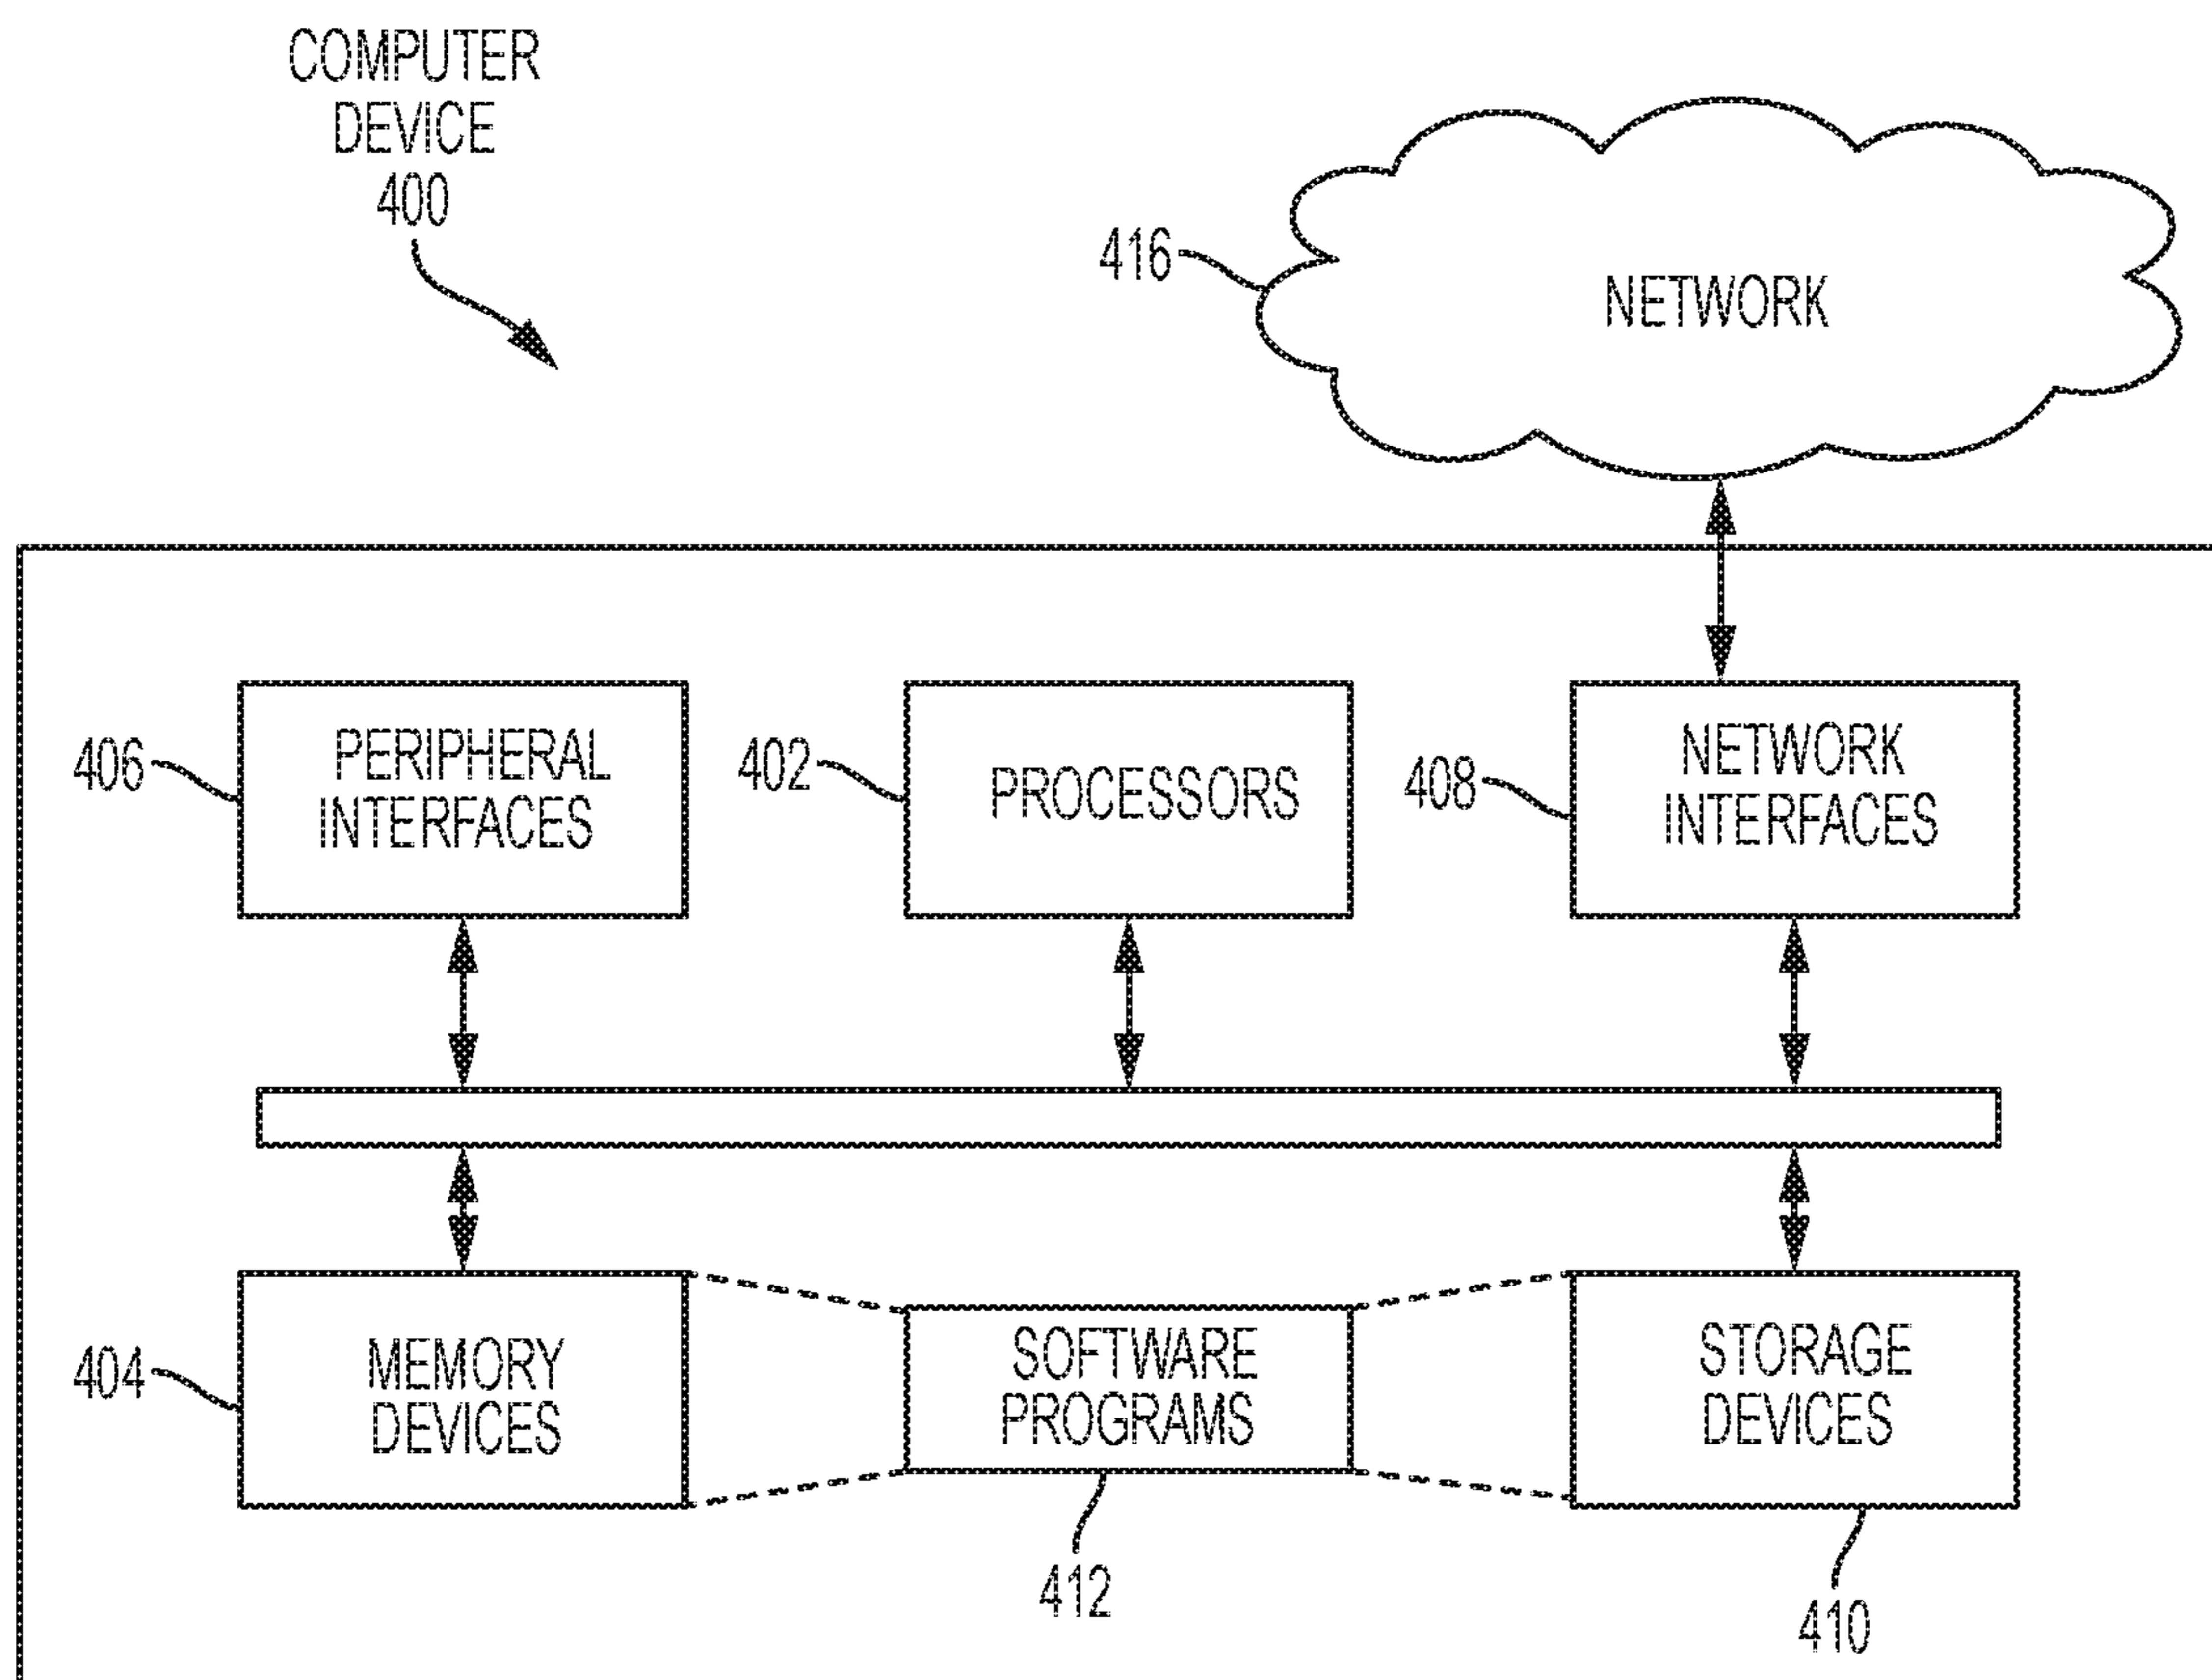 COMPUTER
DEVICE
400
416
NETWORK
406
PERIPHERAL
INTERFACES
402
PROCESSORS
408
NETWORK
INTERFACES
404
MEMORY
DEVICES
SOFTWARE
PROGRAMS
412
STORAGE
DEVICES
410